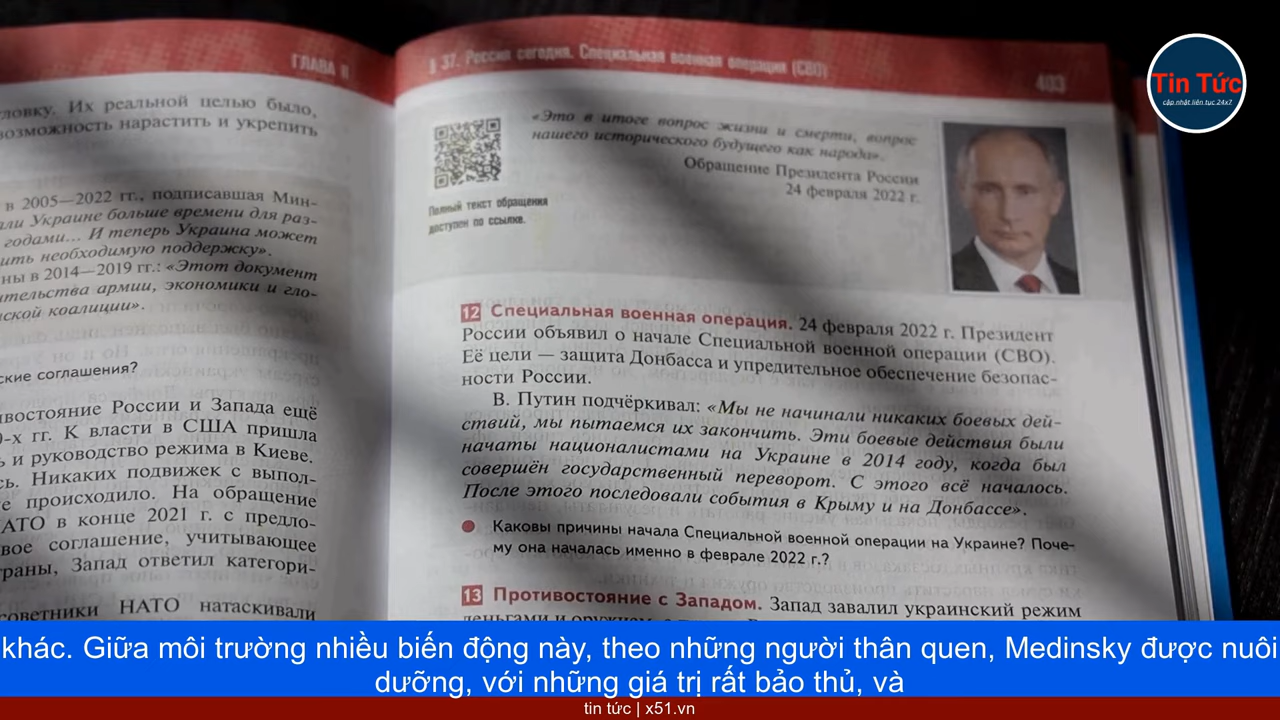 ГЛАВА II
ловку. Их реальной целью было,
возможность нарастить и укрепить
в 2005—2022 гг., подписавшая Мин-
али Украине больше времени для раз-
годами... И теперь Украина может
ить необходимую поддержку».
ны в 2014—2019 гг.: «Этот документ
ительства армии, экономики и гло-
ской коалиции».
ские соглашения?
ивостояние России и Запада ещё
0-х гг. К власти в США пришла
ь и руководство режима в Киеве.
сь. Никаких подвижек с выпол-
е происходило. На обращение
НАТО в конце 2021 г. с предло-
вое соглашение, учитывающее
траны, Запад ответил категори-
советники НАТО натаскивали
§ 37. Россия сегодня. Специальная военная операция (СВО)
403
«Это в итоге вопрос жизни и смерти, вопрос
нашего исторического будущего как народа».
Обращение Президента России
24 февраля 2022 г.
Полный текст обращения
доступен по ссылке.
12 Специальная военная операция. 24 февраля 2022 г. Президент
России объявил о начале Специальной военной операции (СВО).
Её цели — защита Донбасса и упредительное обеспечение безопас-
ности России.
В. Путин подчёркивал: «Мы не начинали никаких боевых дей-
ствий, мы пытаемся их закончить. Эти боевые действия были
начаты националистами на Украине в 2014 году, когда был
совершён государственный переворот. С этого всё началось.
После этого последовали события в Крыму и на Донбассе».
Каковы причины начала Специальной военной операции на Украине? Поче-
му она началась именно в феврале 2022 г.?
13 Противостояние с Западом. Запад завалил украинский режим
Tin Tức
cập nhật liên tục 24x7
khác. Giữa môi trường nhiều biến động này, theo những người thân quen, Medinsky được nuôi
dưỡng, với những giá trị rất bảo thủ, và
tin tức | x51.vn